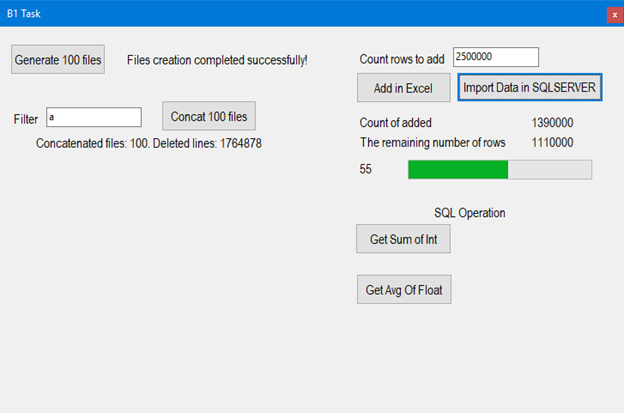 B1 Task
x
Generate 100 files
Files creation completed successfully!
Count rows to add
2500000
Add in Excel
Import Data in SQLSERVER
Filter
a
Concat 100 files
Concatenated files: 100. Deleted lines: 1764878
Count of added
1390000
The remaining number of rows
1110000
55
SQL Operation
Get Sum of Int
Get Avg Of Float